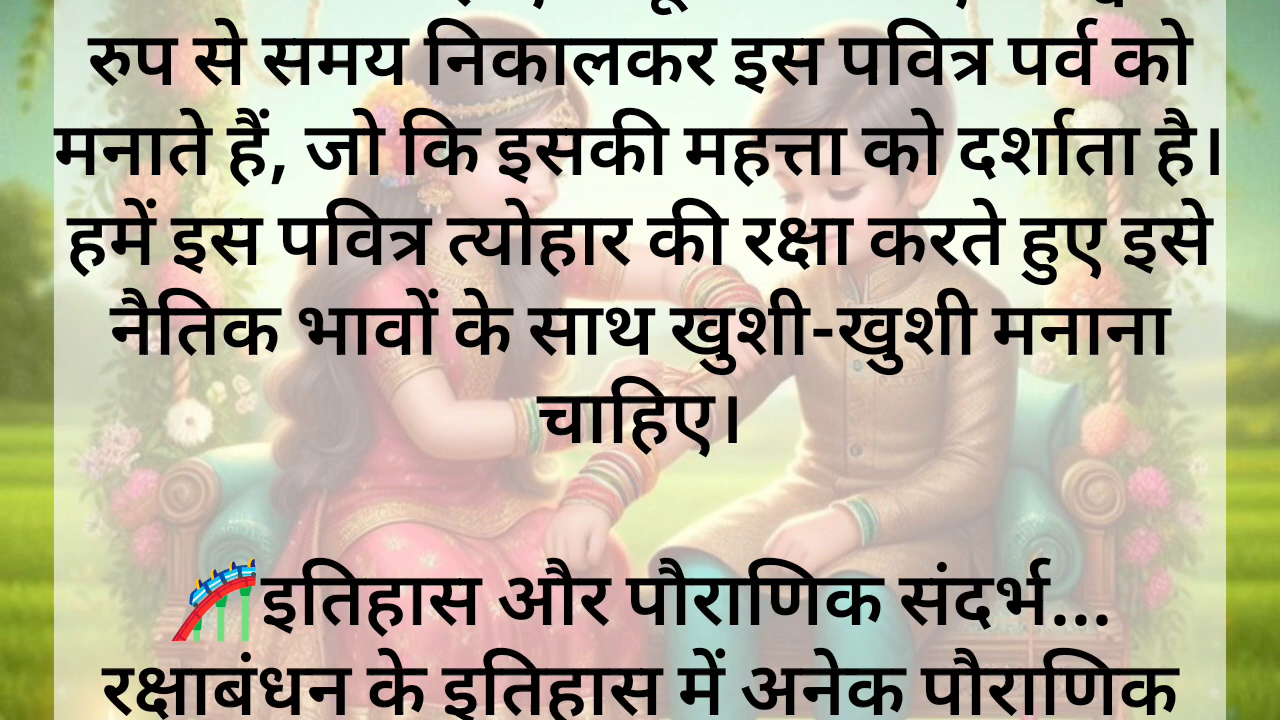 रुप से समय निकालकर इस पवित्र पर्व को
मनाते हैं, जो कि इसकी महत्ता को दर्शाता है।
हमें इस पवित्र त्योहार की रक्षा करते हुए इसे
नैतिक भावों के साथ खुशी-खुशी मनाना
चाहिए।
🎢इतिहास और पौराणिक संदर्भ...
रक्षाबंधन के इतिहास में अनेक पौराणिक